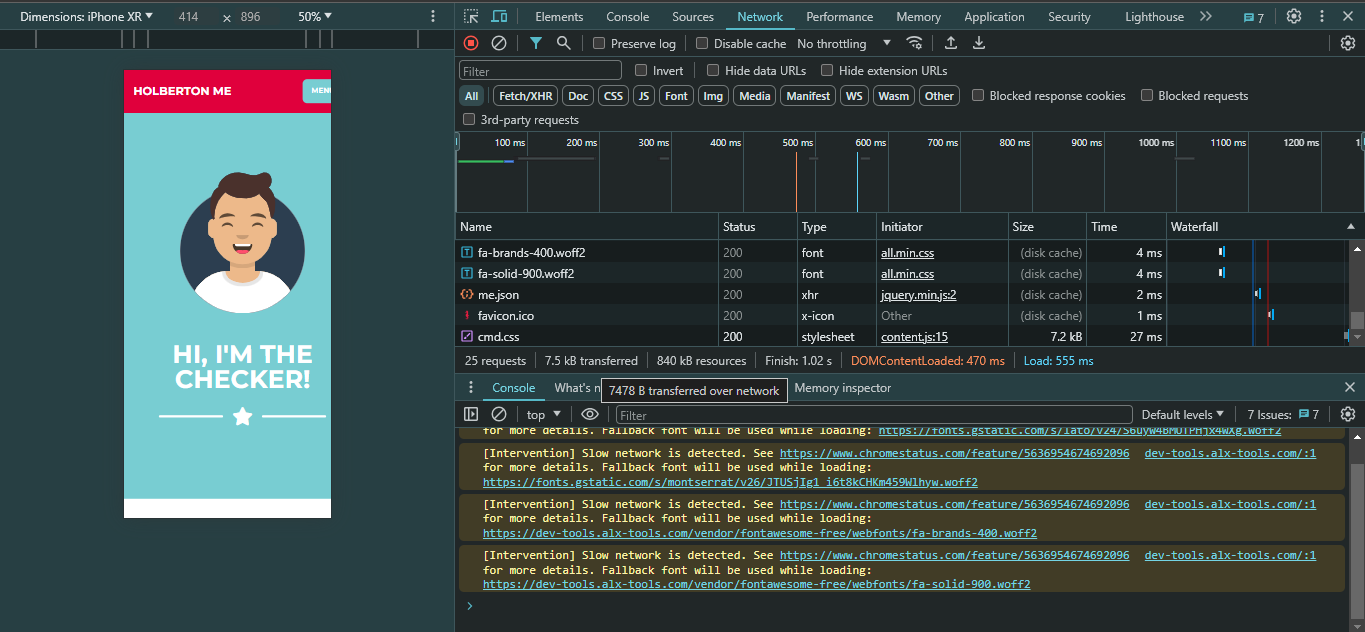 Dimensions: iPhone XR ▼ 414 × 896 50% ▼
Elements Console Sources Network Performance Memory Application Security Lighthouse 7
Preserve log Disable cache No throttling
Filter Invert Hide data URLs Hide extension URLs
All Fetch/XHR Doc CSS JS Font Img Media Manifest WS Wasm Other Blocked response cookies Blocked requests
3rd-party requests
100 ms 200 ms 300 ms 400 ms 500 ms 600 ms 700 ms 800 ms 900 ms 1000 ms 1100 ms 1200 ms
HOLBERTON ME
HI, I'M THE
CHECKER!
Name Status Type Initiator Size Time Waterfall
fa-brands-400.woff2 200 font all.min.css (disk cache) 4 ms
fa-solid-900.woff2 200 font all.min.css (disk cache) 4 ms
me.json 200 xhr jquery.min.js:2 (disk cache) 2 ms
favicon.ico 200 x-icon Other (disk cache) 1 ms
cmd.css 200 stylesheet content.js:15 7.2 kB 27 ms
25 requests 7.5 kB transferred 840 kB resources Finish: 1.02 s DOMContentLoaded: 470 ms Load: 555 ms
Console What's n 7478 B transferred over network Memory inspector
top Filter Default levels 7 Issues: 7
for more details. Fallback font will be used while loading:
[Intervention] Slow network is detected. See https://www.chromestatus.com/feature/5636954674692096 dev-tools.alx-tools.com/:1
for more details. Fallback font will be used while loading:
https://fonts.gstatic.com/s/montserrat/v26/JTUSjIg1_i6t8kCHKm459Wlhyw.woff2
[Intervention] Slow network is detected. See https://www.chromestatus.com/feature/5636954674692096 dev-tools.alx-tools.com/:1
for more details. Fallback font will be used while loading:
https://dev-tools.alx-tools.com/vendor/fontawesome-free/webfonts/fa-brands-400.woff2
[Intervention] Slow network is detected. See https://www.chromestatus.com/feature/5636954674692096 dev-tools.alx-tools.com/:1
for more details. Fallback font will be used while loading:
https://dev-tools.alx-tools.com/vendor/fontawesome-free/webfonts/fa-solid-900.woff2